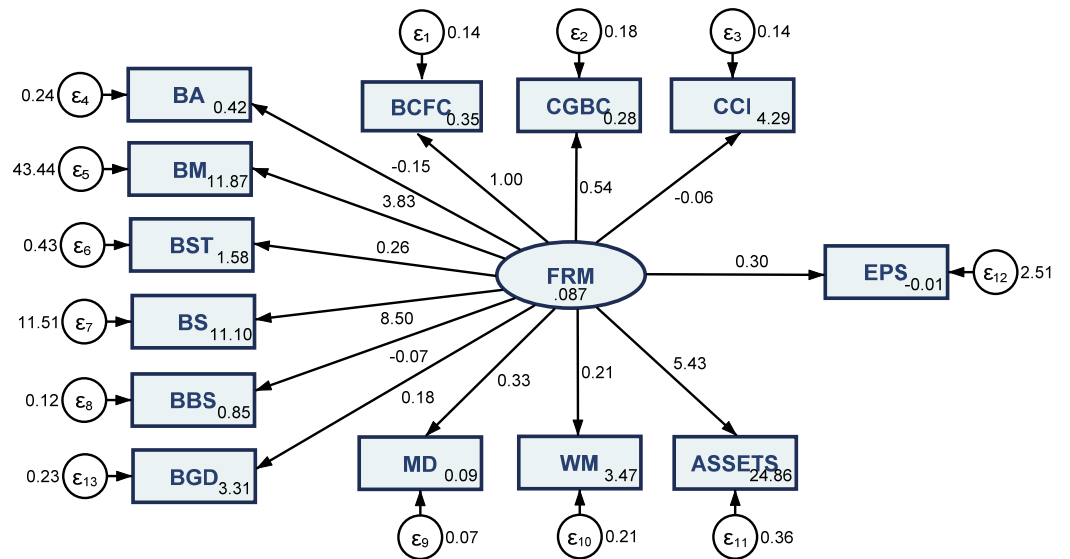 ε1 0.14
ε2 0.18
ε3 0.14
BCFC 0.35
CGBC 0.28
CCI 4.29
0.24 ε4
BA 0.42
43.44 ε5
BM 11.87
0.43 ε6
BST 1.58
11.51 ε7
BS 11.10
0.12 ε8
BBS 0.85
0.23 ε13
BGD 3.31
-0.15
3.83
0.26
8.50
-0.07
0.18
1.00
0.54
-0.06
FRM
.087
0.30
EPS -0.01
ε12 2.51
0.33
0.21
5.43
MD 0.09
WM 3.47
ASSETS 24.86
ε9 0.07
ε10 0.21
ε11 0.36